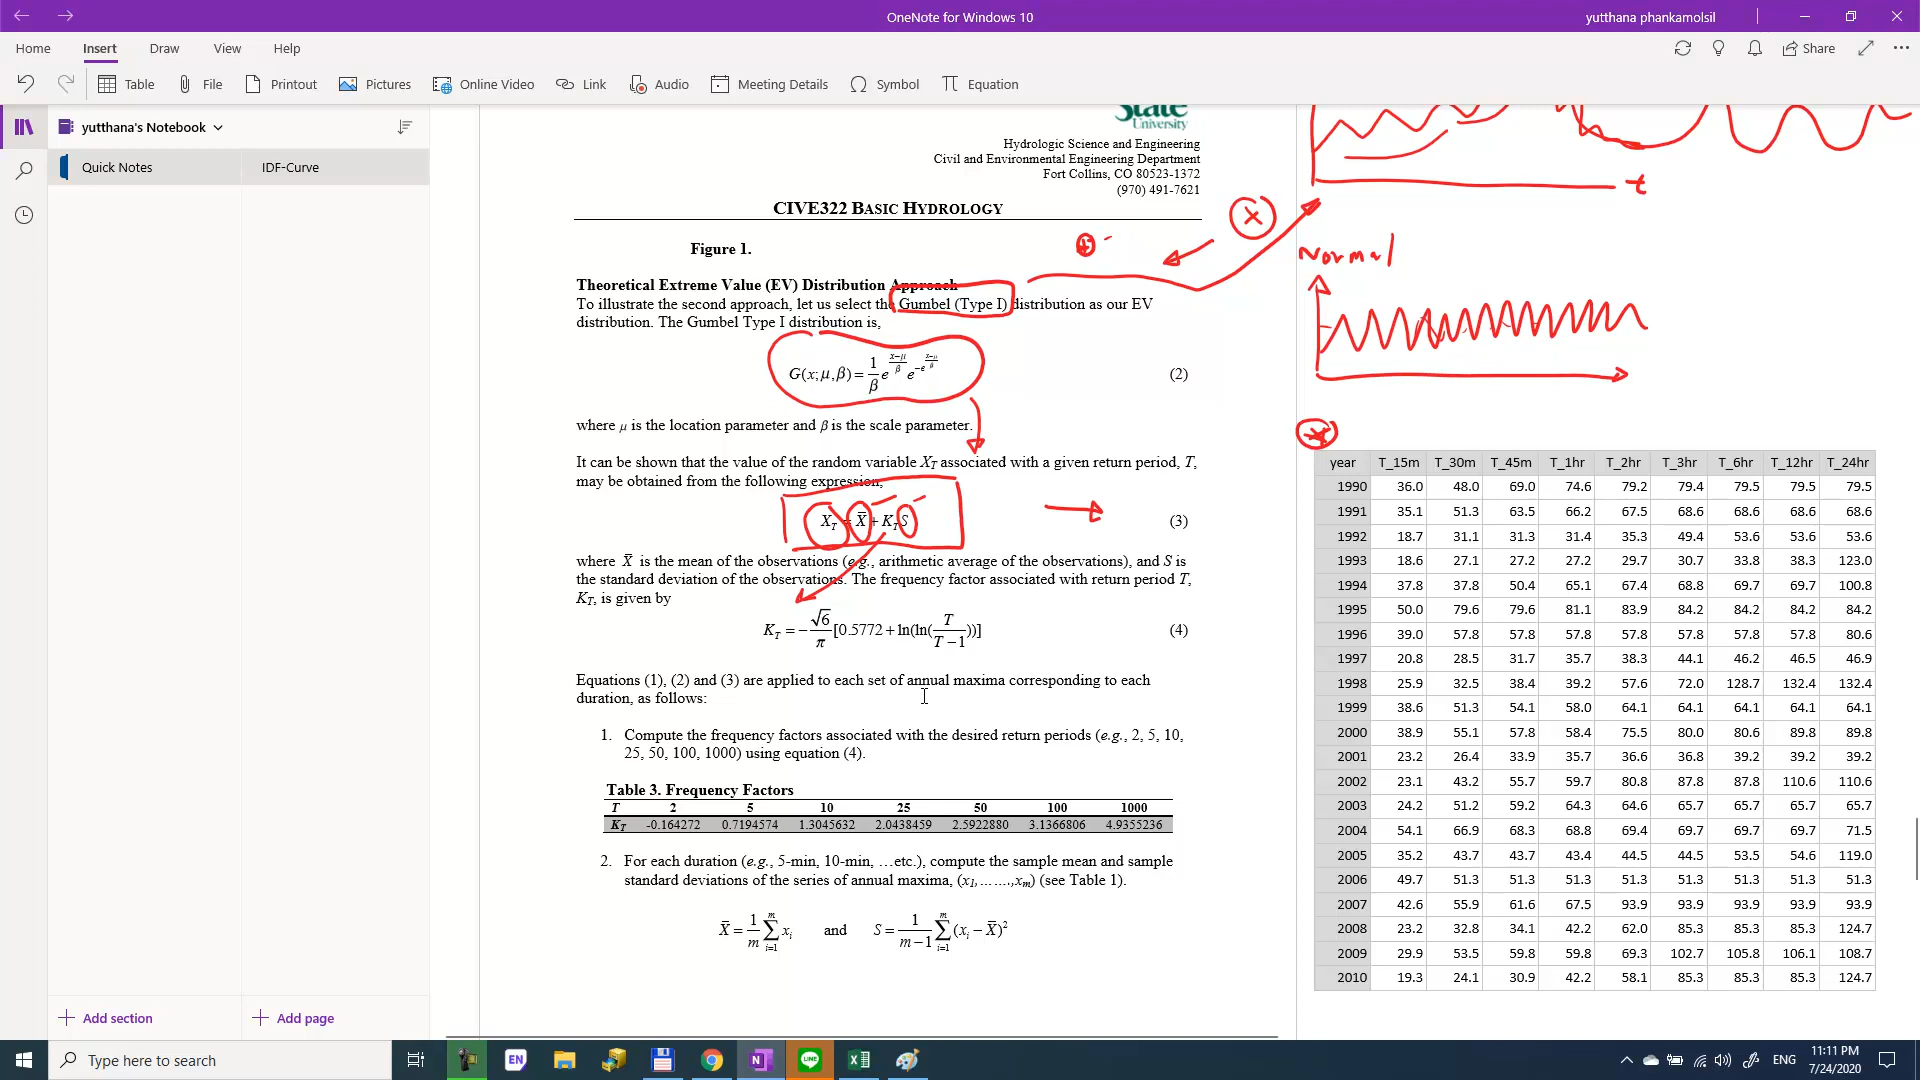 OneNote for Windows 10
yutthana phankamolsil
Home Insert Draw View Help
Share
Table File Printout Pictures Online Video Link Audio Meeting Details Symbol Equation
yutthana's Notebook
Quick Notes
IDF-Curve
Add section
Add page
State
University
Hydrologic Science and Engineering
Civil and Environmental Engineering Department
Fort Collins, CO 80523-1372
(970) 491-7621
CIVE322 BASIC HYDROLOGY
Figure 1.
Theoretical Extreme Value (EV) Distribution Approach
To illustrate the second approach, let us select the Gumbel (Type I) distribution as our EV
distribution. The Gumbel Type I distribution is,
G(x;μ,β) = 1/β e^((x−μ)/β) e^(−e^((x−μ)/β)) (2)
where μ is the location parameter and β is the scale parameter.
It can be shown that the value of the random variable X_T associated with a given return period, T,
may be obtained from the following expression,
X_T = X̄ + K_T S (3)
where X̄ is the mean of the observations (e.g., arithmetic average of the observations), and S is
the standard deviation of the observations. The frequency factor associated with return period T,
K_T, is given by
K_T = −√6/π [0.5772 + ln(ln(T/(T−1)))] (4)
Equations (1), (2) and (3) are applied to each set of annual maxima corresponding to each
duration, as follows:
1. Compute the frequency factors associated with the desired return periods (e.g., 2, 5, 10,
25, 50, 100, 1000) using equation (4).
Table 3. Frequency Factors
T 2 5 10 25 50 100 1000
K_T -0.164272 0.7194574 1.3045632 2.0438459 2.5922880 3.1366806 4.9355236
2. For each duration (e.g., 5-min, 10-min, …etc.), compute the sample mean and sample
standard deviations of the series of annual maxima, (x1,…….,xm) (see Table 1).
X̄ = 1/m Σ_{i=1}^{m} x_i and S = 1/(m−1) Σ_{i=1}^{m} (x_i − X̄)²
x
t
Normal
year T_15m T_30m T_45m T_1hr T_2hr T_3hr T_6hr T_12hr T_24hr
1990 36.0 48.0 69.0 74.6 79.2 79.4 79.5 79.5 79.5
1991 35.1 51.3 63.5 66.2 67.5 68.6 68.6 68.6 68.6
1992 18.7 31.1 31.3 31.4 35.3 49.4 53.6 53.6 53.6
1993 18.6 27.1 27.2 27.2 29.7 30.7 33.8 38.3 123.0
1994 37.8 37.8 50.4 65.1 67.4 68.8 69.7 69.7 100.8
1995 50.0 79.6 79.6 81.1 83.9 84.2 84.2 84.2 84.2
1996 39.0 57.8 57.8 57.8 57.8 57.8 57.8 57.8 80.6
1997 20.8 28.5 31.7 35.7 38.3 44.1 46.2 46.5 46.9
1998 25.9 32.5 38.4 39.2 57.6 72.0 128.7 132.4 132.4
1999 38.6 51.3 54.1 58.0 64.1 64.1 64.1 64.1 64.1
2000 38.9 55.1 57.8 58.4 75.5 80.0 80.6 89.8 89.8
2001 23.2 26.4 33.9 35.7 36.6 36.8 39.2 39.2 39.2
2002 23.1 43.2 55.7 59.7 80.8 87.8 87.8 110.6 110.6
2003 24.2 51.2 59.2 64.3 64.6 65.7 65.7 65.7 65.7
2004 54.1 66.9 68.3 68.8 69.4 69.7 69.7 69.7 71.5
2005 35.2 43.7 43.7 43.4 44.5 44.5 53.5 54.6 119.0
2006 49.7 51.3 51.3 51.3 51.3 51.3 51.3 51.3 51.3
2007 42.6 55.9 61.6 67.5 93.9 93.9 93.9 93.9 93.9
2008 23.2 32.8 34.1 42.2 62.0 85.3 85.3 85.3 124.7
2009 29.9 53.5 59.8 59.8 69.3 102.7 105.8 106.1 108.7
2010 19.3 24.1 30.9 42.2 58.1 85.3 85.3 85.3 124.7
Type here to search
EN
LINE
ENG
11:11 PM
7/24/2020